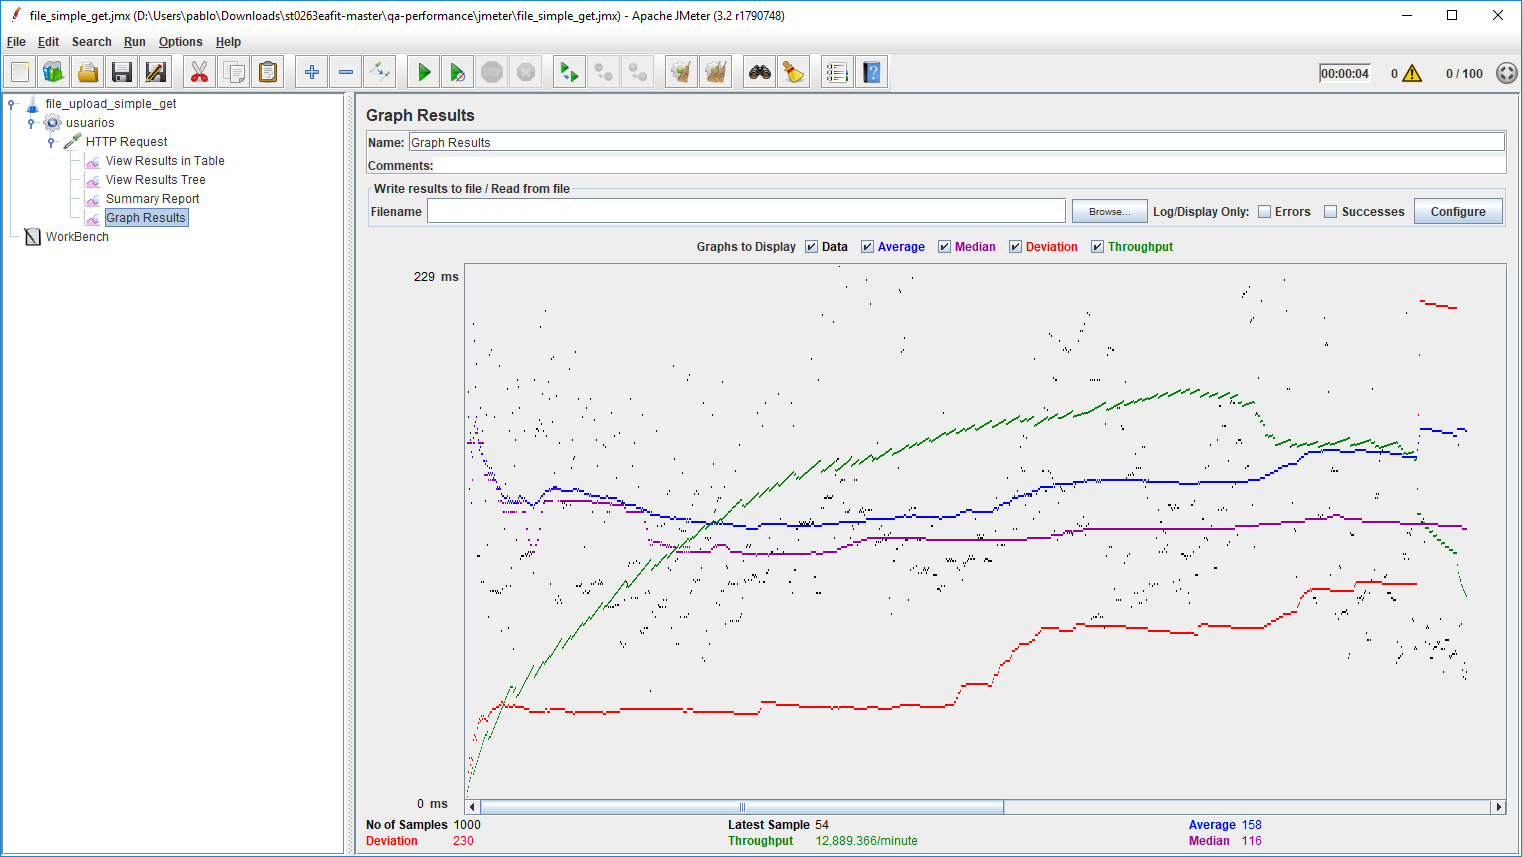 file_simple_get.jmx (D:\Users\pablo\Downloads\st0263eafit-master\qa-performance\jmeter\file_simple_get.jmx) - Apache JMeter (3.2 r1790748)
File Edit Search Run Options Help
STOP 00:00:04 0 0 / 100
file_upload_simple_get
usuarios
HTTP Request
View Results in Table
View Results Tree
Summary Report
Graph Results
WorkBench
Graph Results
Name: Graph Results
Comments:
Write results to file / Read from file
Filename Browse... Log/Display Only: Errors Successes Configure
Graphs to Display Data Average Median Deviation Throughput
229 ms
0 ms
No of Samples 1000 Latest Sample 54 Average 158
Deviation 230 Throughput 12,889.366/minute Median 116